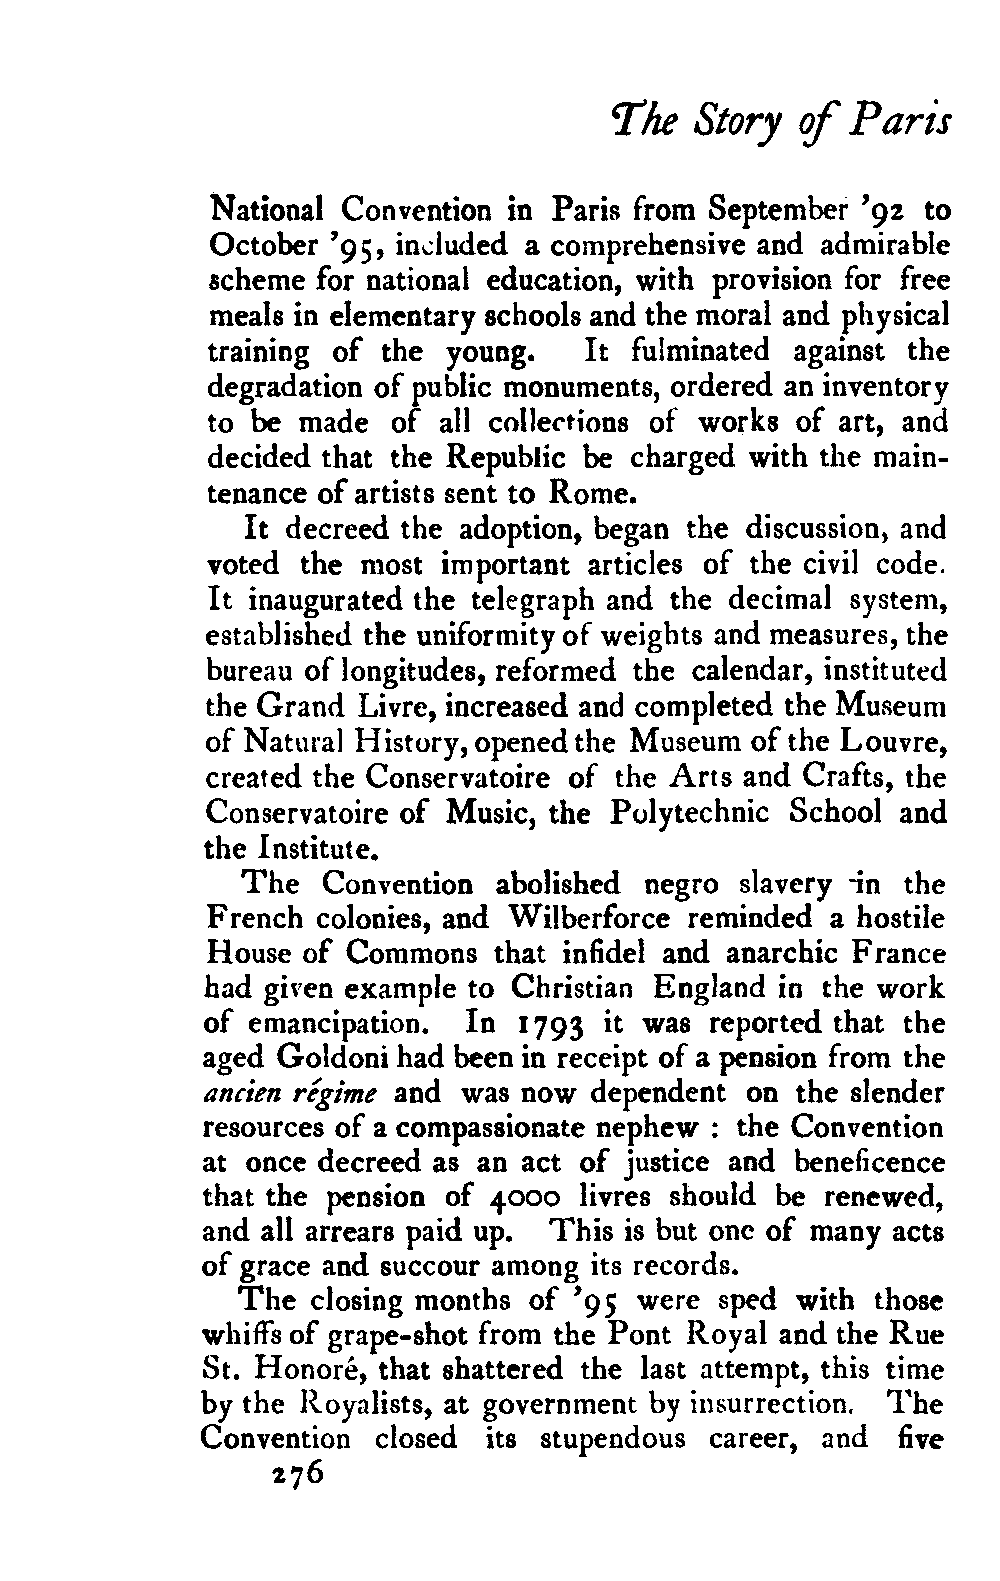 The Story of Paris
National Convention in Paris from September ’92 to
October ’95, included a comprehensive and admirable
scheme for national education, with provision for free
meals in elementary schools and the moral and physical
training of the young. It fulminated against the
degradation of public monuments, ordered an inventory
to be made of all collections of works of art, and
decided that the Republic be charged with the main-
tenance of artists sent to Rome.
It decreed the adoption, began the discussion, and
voted the most important articles of the civil code.
It inaugurated the telegraph and the decimal system,
established the uniformity of weights and measures, the
bureau of longitudes, reformed the calendar, instituted
the Grand Livre, increased and completed the Museum
of Natural History, opened the Museum of the Louvre,
created the Conservatoire of the Arts and Crafts, the
Conservatoire of Music, the Polytechnic School and
the Institute.
The Convention abolished negro slavery in the
French colonies, and Wilberforce reminded a hostile
House of Commons that infidel and anarchic France
had given example to Christian England in the work
of emancipation. In 1793 it was reported that the
aged Goldoni had been in receipt of a pension from the
ancien régime and was now dependent on the slender
resources of a compassionate nephew : the Convention
at once decreed as an act of justice and beneficence
that the pension of 4000 livres should be renewed,
and all arrears paid up. This is but one of many acts
of grace and succour among its records.
The closing months of ’95 were sped with those
whiffs of grape-shot from the Pont Royal and the Rue
St. Honoré, that shattered the last attempt, this time
by the Royalists, at government by insurrection. The
Convention closed its stupendous career, and five
276